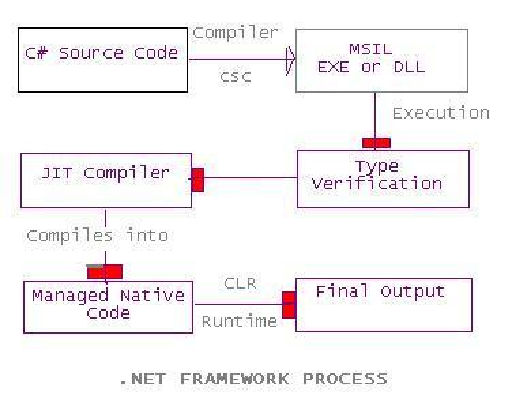 Compiler
C# Source Code
csc
MSIL
EXE or DLL
Execution
JIT Compiler
Type
Verification
Compiles into
Managed Native
Code
CLR
Runtime
Final Output
.NET FRAMEWORK PROCESS